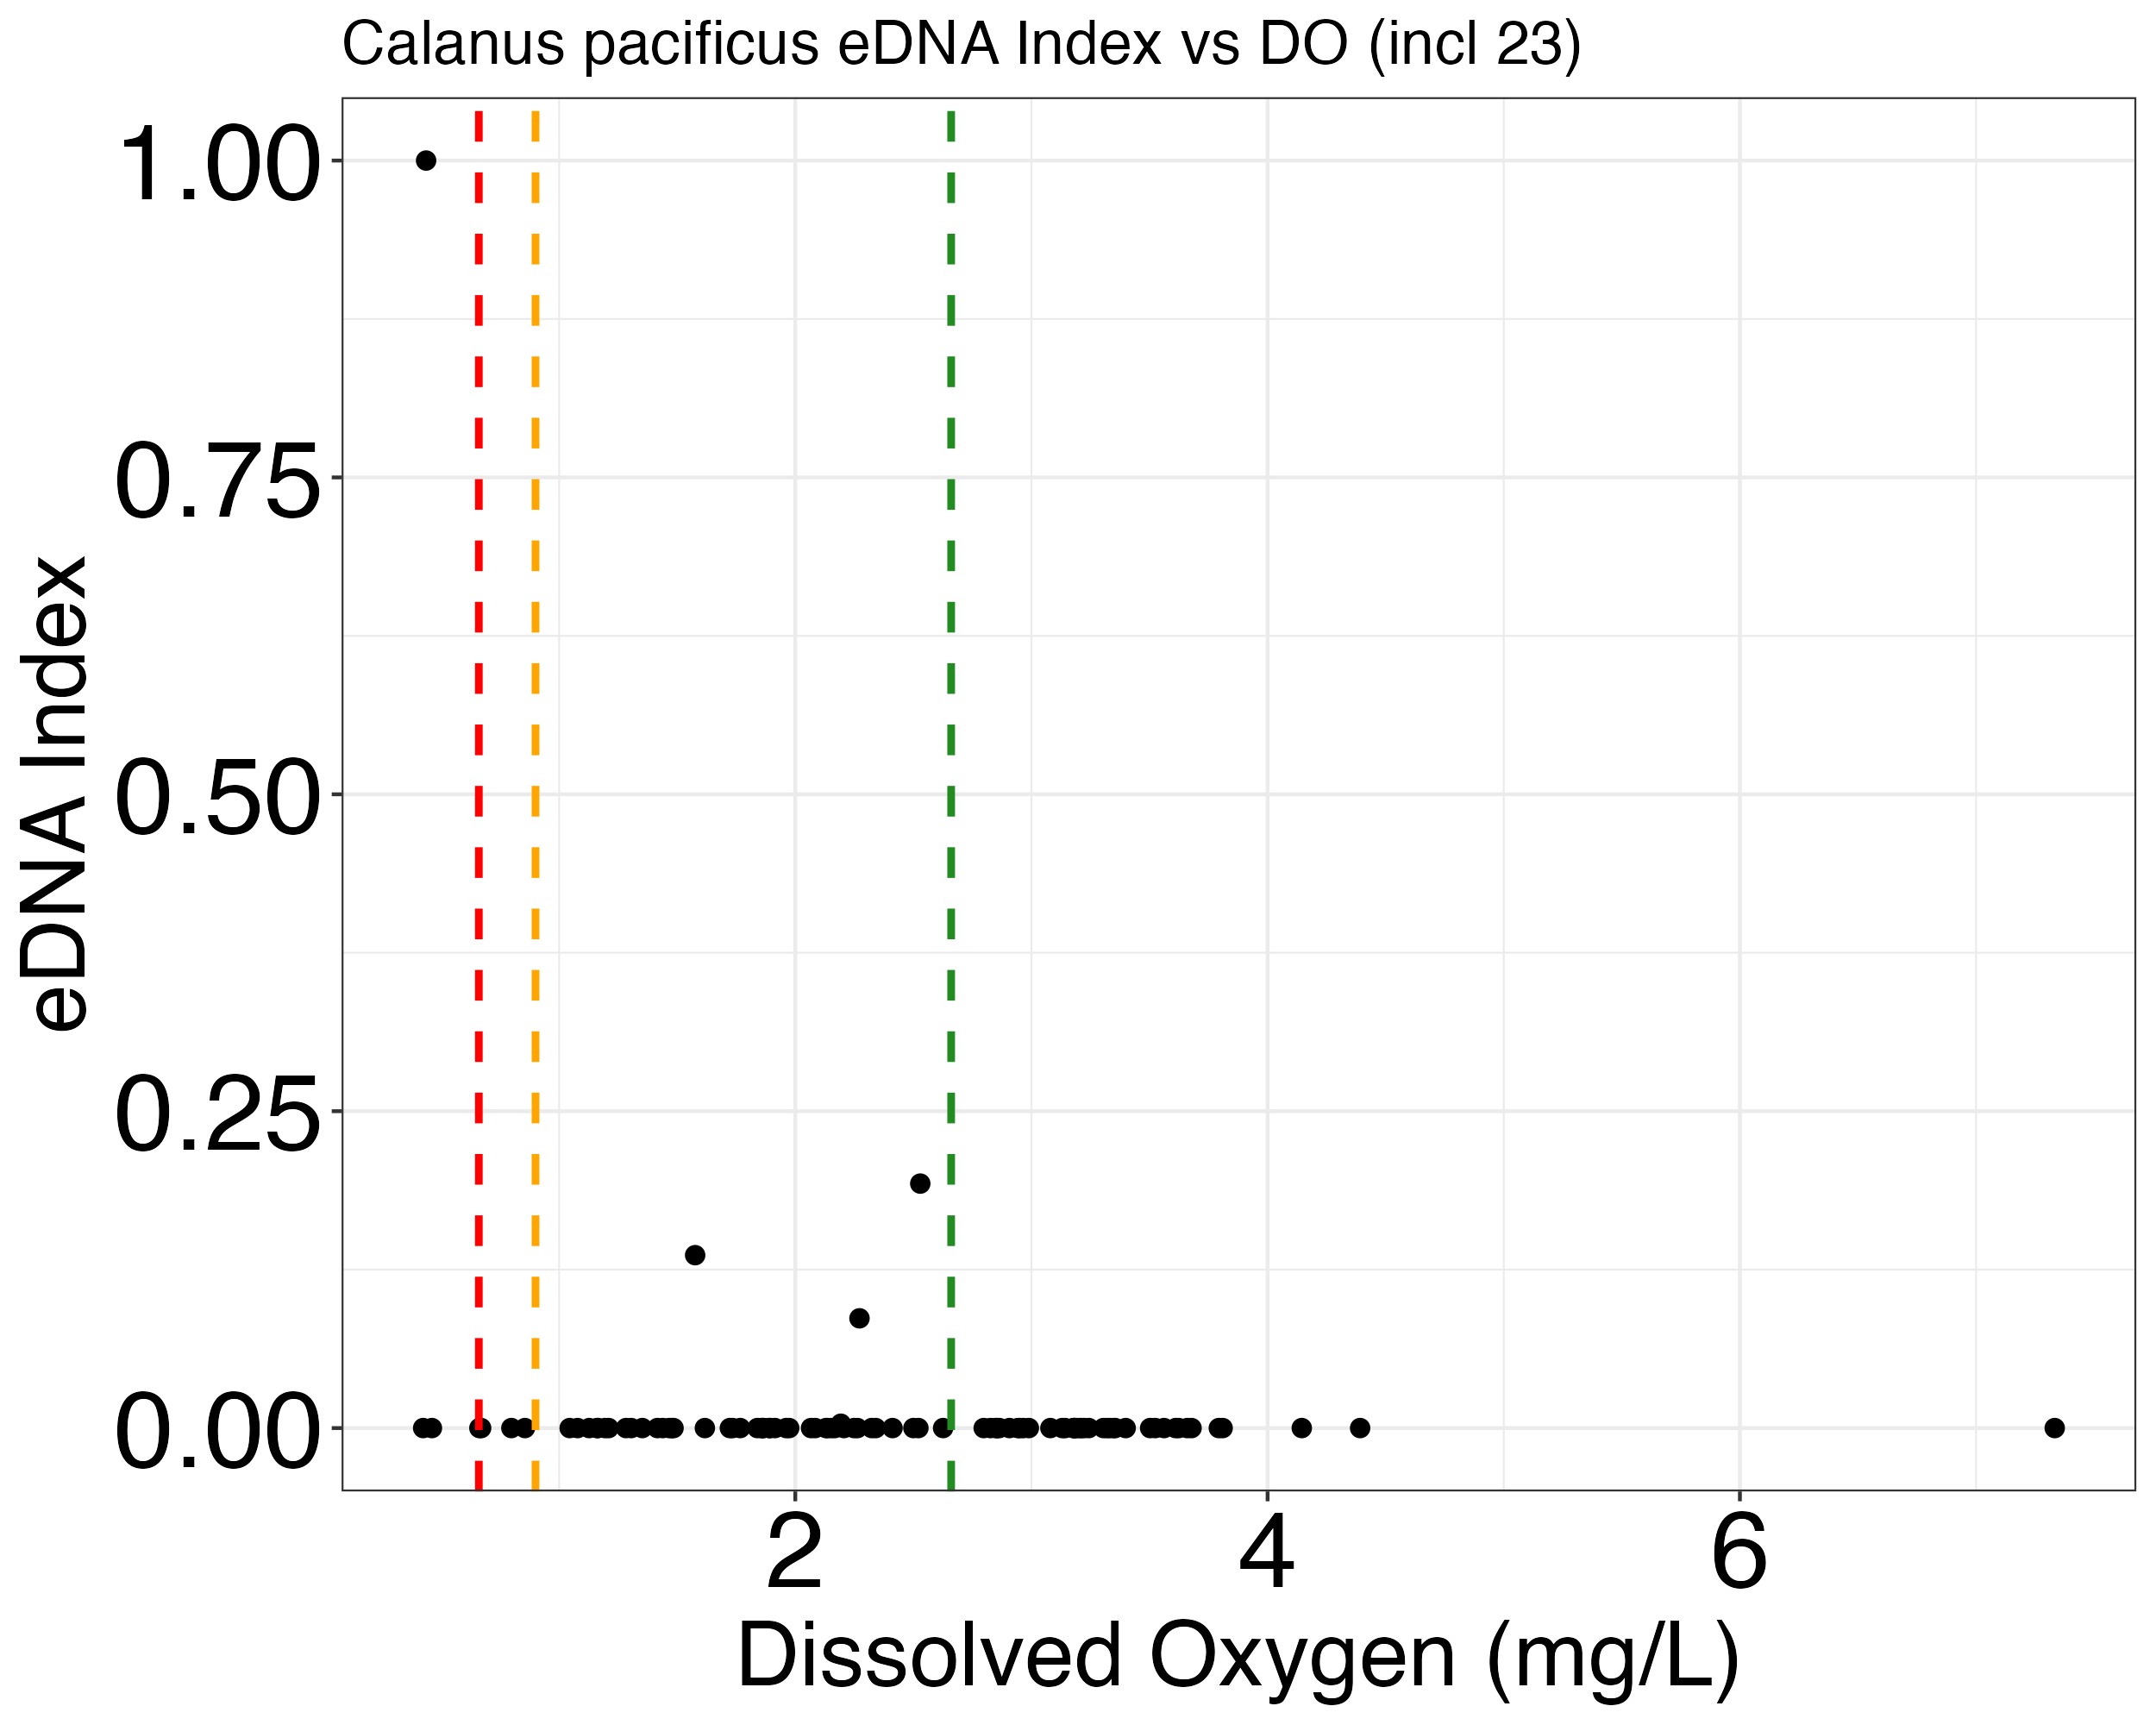 Calanus pacificus eDNA Index vs DO (incl 23)
1.00
0.75
0.50
0.25
0.00
eDNA Index
2 4 6
Dissolved Oxygen (mg/L)